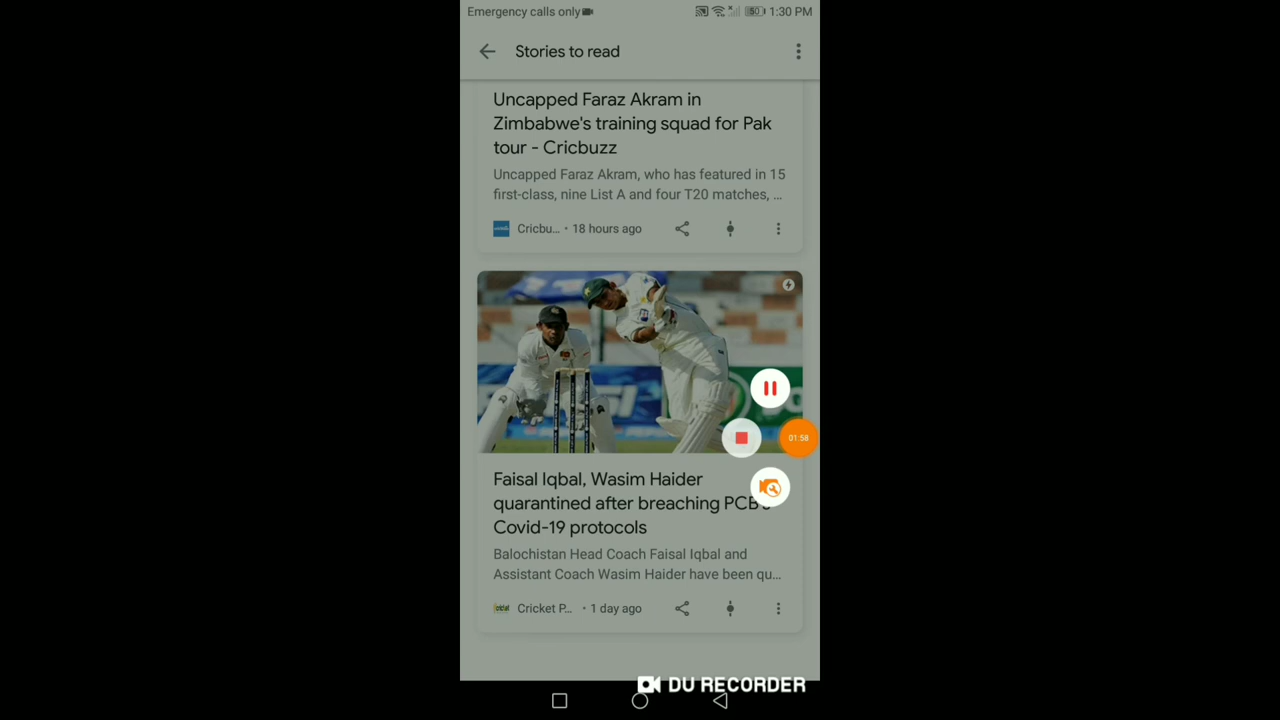 Emergency calls only
50 1:30 PM
Stories to read
Uncapped Faraz Akram in
Zimbabwe's training squad for Pak
tour - Cricbuzz
Uncapped Faraz Akram, who has featured in 15
first-class, nine List A and four T20 matches, ...
Cricbu... • 18 hours ago
01:58
Faisal Iqbal, Wasim Haider
quarantined after breaching PCB's
Covid-19 protocols
Balochistan Head Coach Faisal Iqbal and
Assistant Coach Wasim Haider have been qu...
Cricket P... • 1 day ago
DU RECORDER